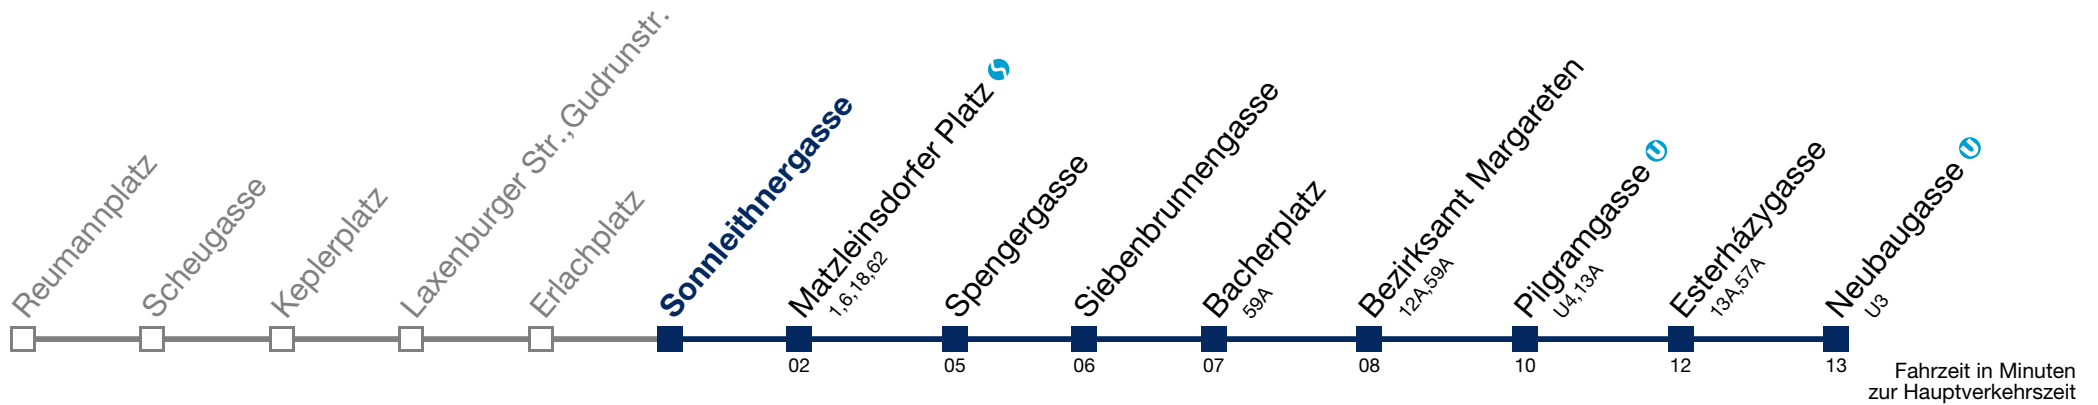 Reumannplatz
Scheugasse
Keplerplatz
Laxenburger Str.,Gudrunstr.
Erlachplatz
Sonnleithnergasse
Matzleinsdorfer Platz
1,6,18,62
Spengergasse
Siebenbrunnengasse
Bacherplatz
59A
Bezirksamt Margareten
12A,59A
Pilgramgasse U
U4,13A
Esterházygasse
13A,57A
Neubaugasse U
U3
02 05 06 07 08 10 12 13
Fahrzeit in Minuten
zur Hauptverkehrszeit